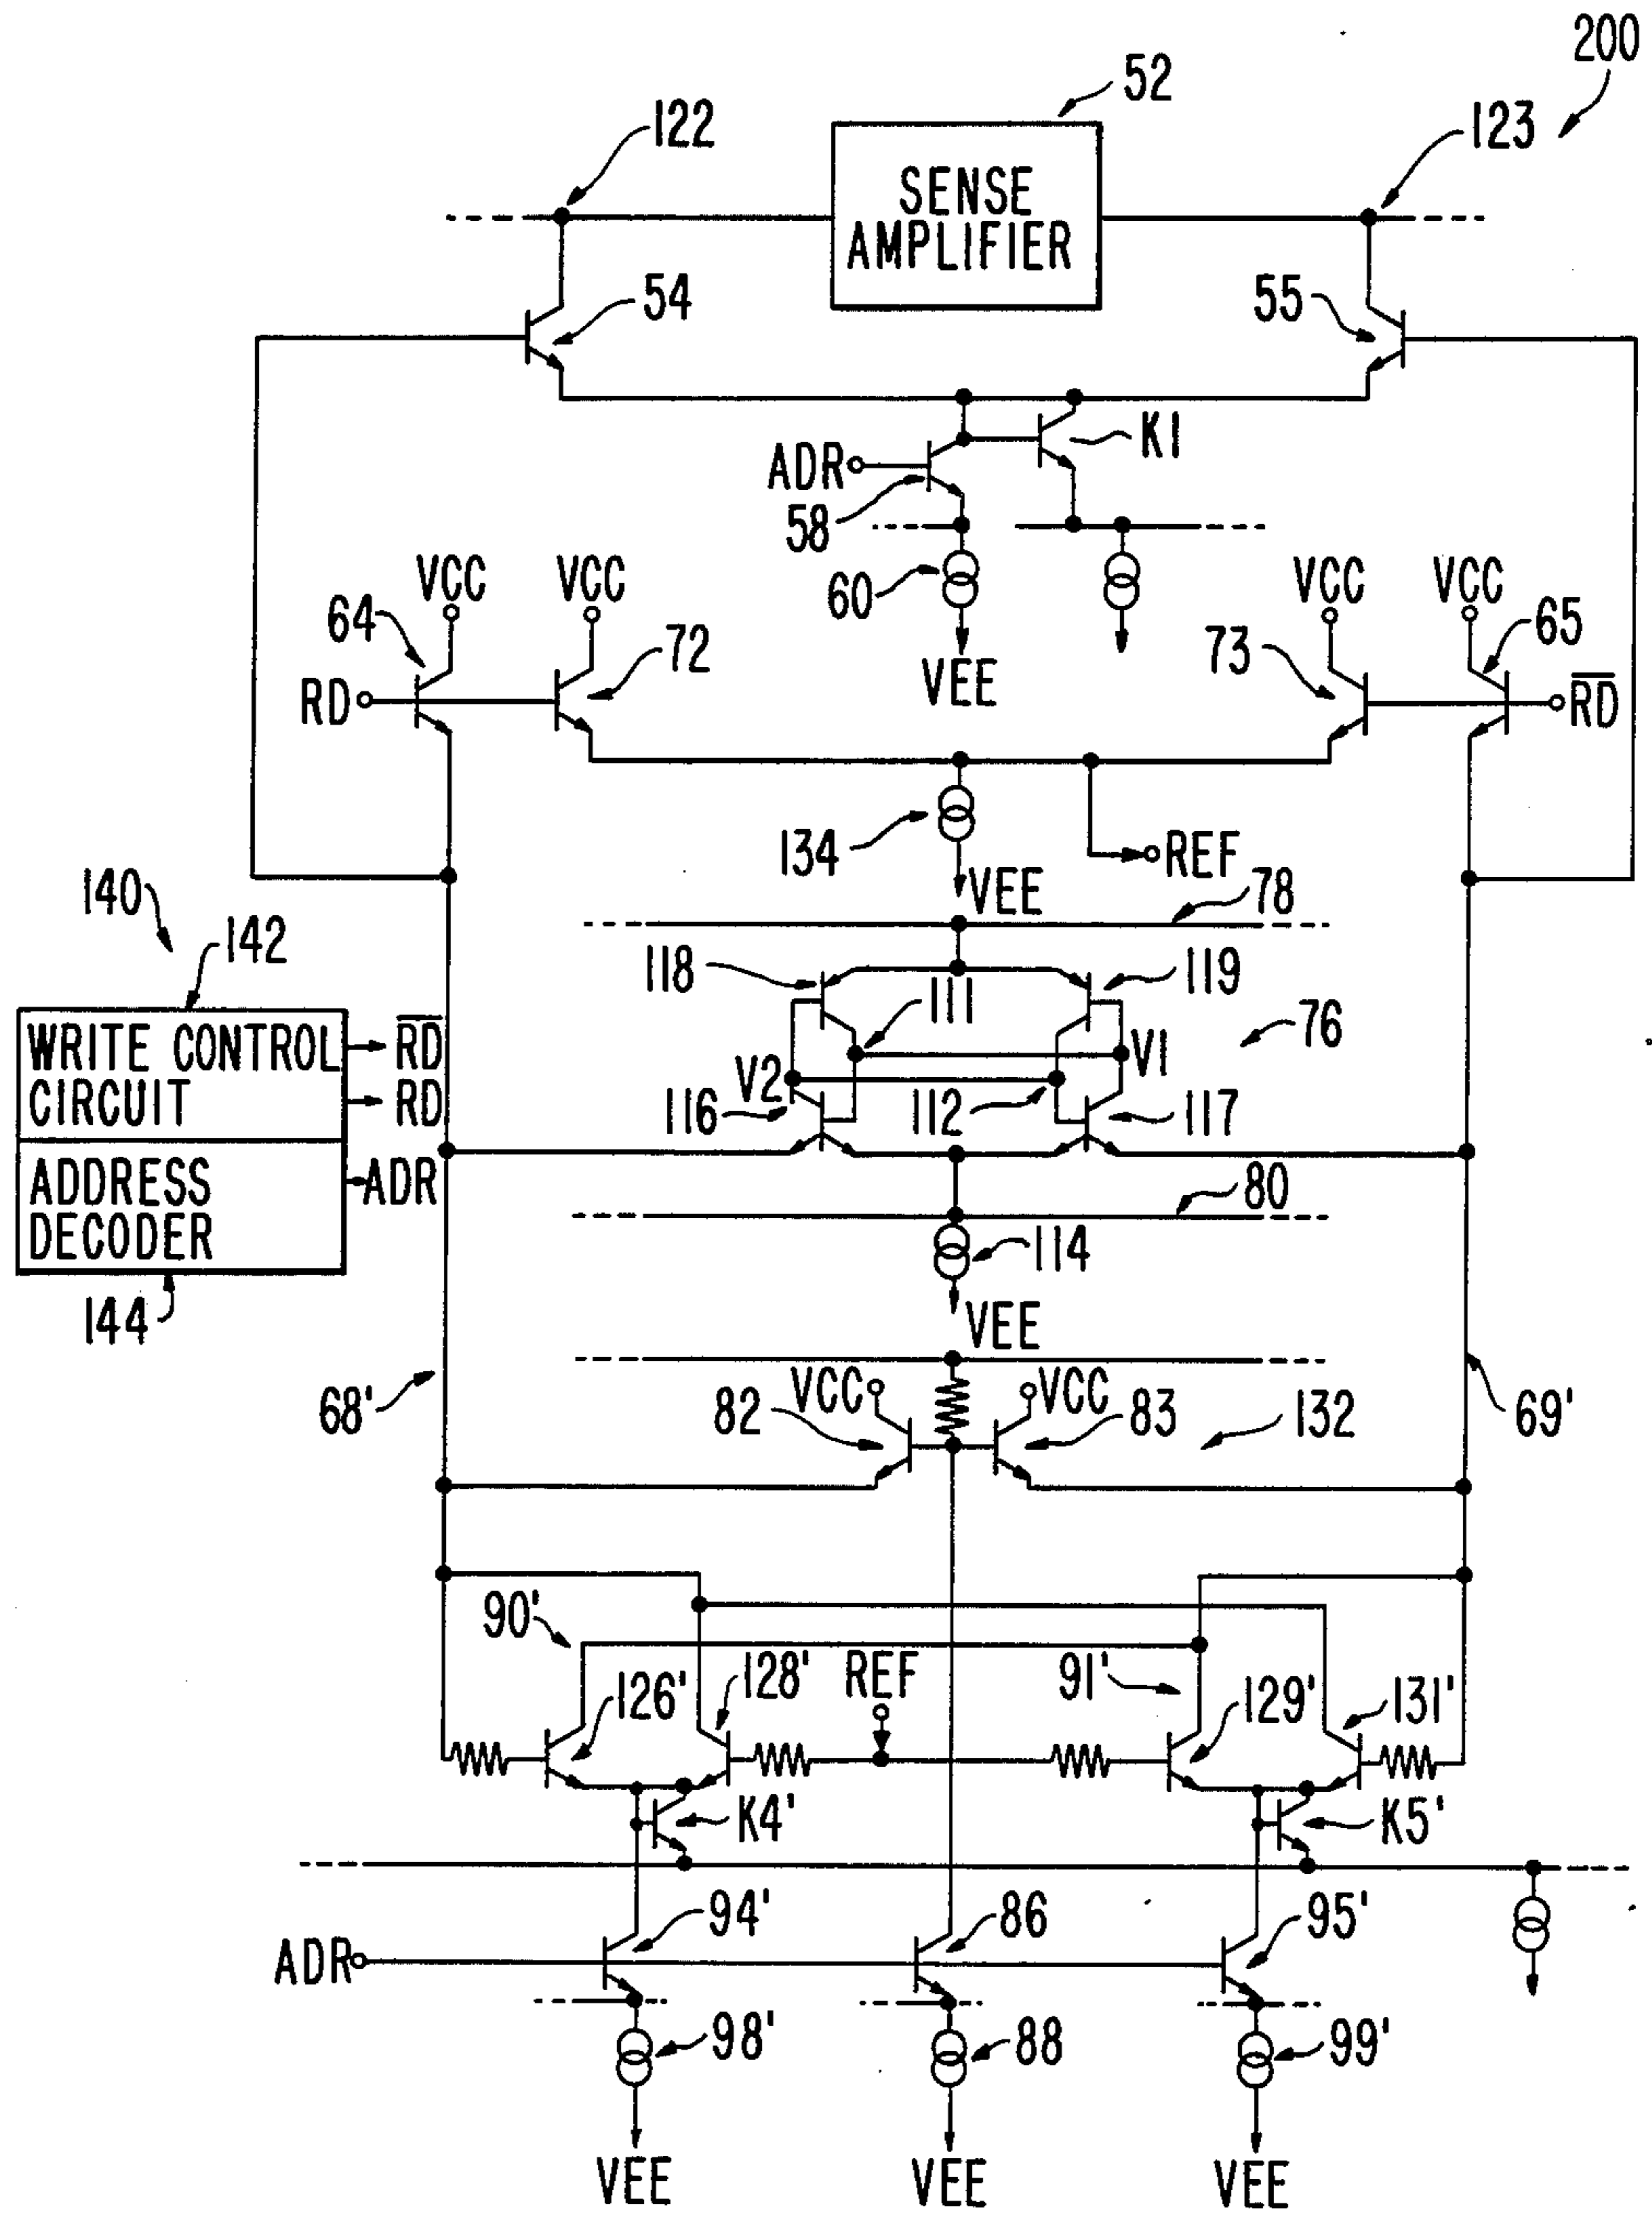 200
52
122
123
SENSE
AMPLIFIER
54
55
K1
ADR
58
60
VCC
VCC
VCC
VCC
64
65
72
73
VEE
RD
R̅D̅
134
REF
140
VEE
78
142
118
111
119
76
WRITE CONTROL
CIRCUIT
R̅D̅
RD
V2
V1
116
112
117
ADDRESS
DECODER
ADR
80
114
144
VEE
68'
VCC
VCC
82
83
132
69'
90'
126'
128'
REF
91'
129'
131'
K4'
K5'
94'
86
95'
ADR
98'
88
99'
VEE
VEE
VEE